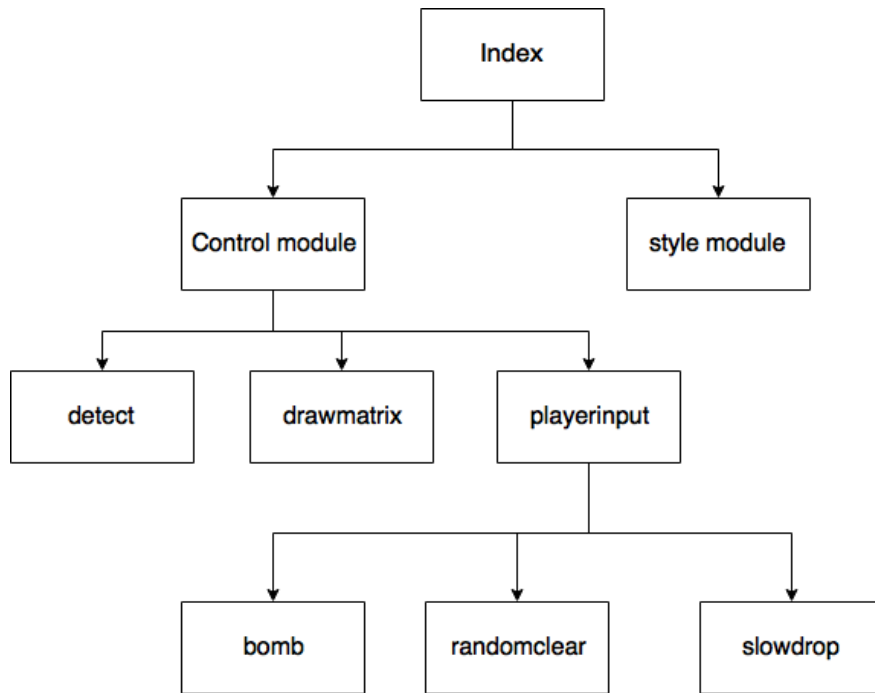 Index
Control module
style module
detect
drawmatrix
playerinput
bomb
randomclear
slowdrop